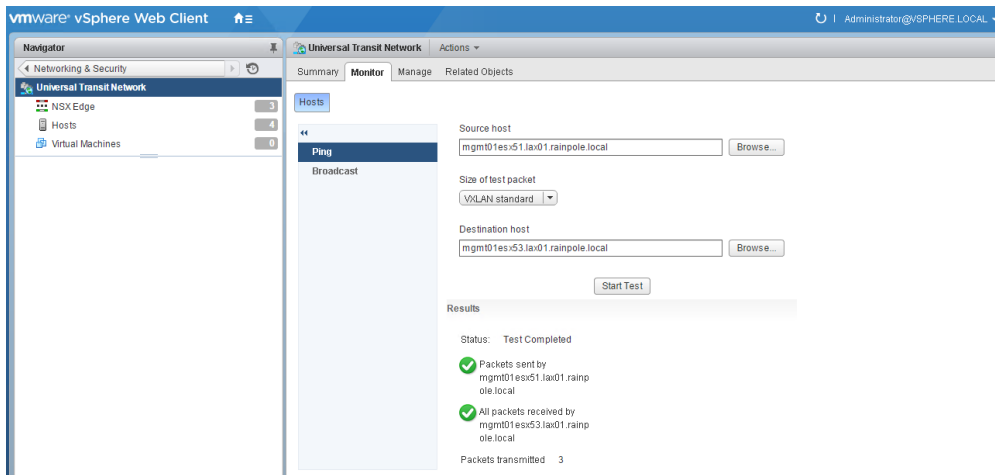 vmware® vSphere Web Client
Administrator@VSPHERE.LOCAL
Navigator
Networking & Security
Universal Transit Network
NSX Edge 3
Hosts 4
Virtual Machines 0
Universal Transit Network Actions
Summary Monitor Manage Related Objects
Hosts
Ping
Broadcast
Source host
mgmt01esx51.lax01.rainpole.local Browse...
Size of test packet
VXLAN standard
Destination host
mgmt01esx53.lax01.rainpole.local Browse...
Start Test
Results
Status: Test Completed
Packets sent by
mgmt01esx51.lax01.rainp
ole.local
All packets received by
mgmt01esx53.lax01.rainp
ole.local
Packets transmitted 3